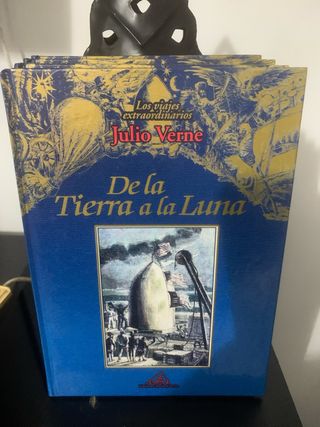 Los viajes
extraordinarios
Julio Verne
De la
Tierra a la Luna